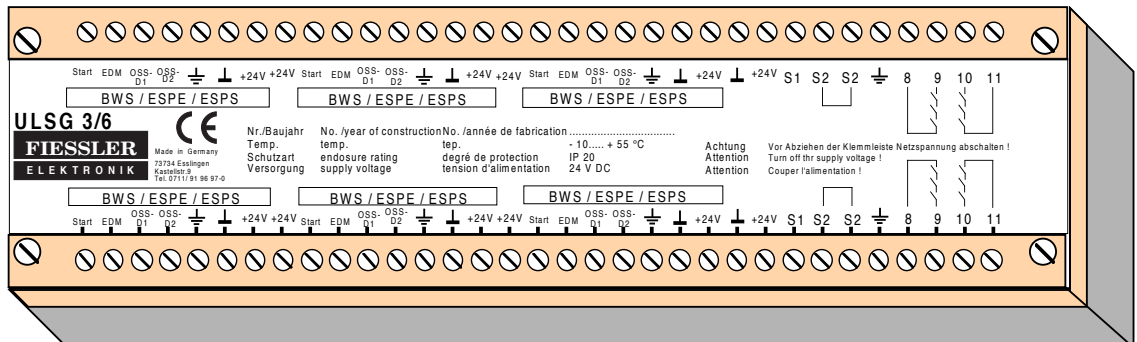 Start EDM OSS-D1 OSS-D2 +24V +24V Start EDM OSS-D1 OSS-D2 +24V +24V Start EDM OSS-D1 OSS-D2 +24V +24V S1 S2 S2 8 9 10 11
BWS / ESPE / ESPS BWS / ESPE / ESPS BWS / ESPE / ESPS
ULSG 3/6
FIESSLER
ELEKTRONIK
CE
Made in Germany
73734 Esslingen
Kastellstr.9
Tel. 0711/ 91 96 97-0
Nr./Baujahr No. /year of construction No. /année de fabrication ..................................
Temp. temp. tep. - 10..... + 55 °C
Schutzart endosure rating degré de protection IP 20
Versorgung supply voltage tension d'alimentation 24 V DC
Achtung Vor Abziehen der Klemmleiste Netzspannung abschalten !
Attention Turn off thr supply voltage !
Attention Couper l'alimentation !
BWS / ESPE / ESPS BWS / ESPE / ESPS BWS / ESPE / ESPS
Start EDM OSS-D1 OSS-D2 +24V +24V Start EDM OSS-D1 OSS-D2 +24V +24V Start EDM OSS-D1 OSS-D2 +24V +24V S1 S2 S2 8 9 10 11